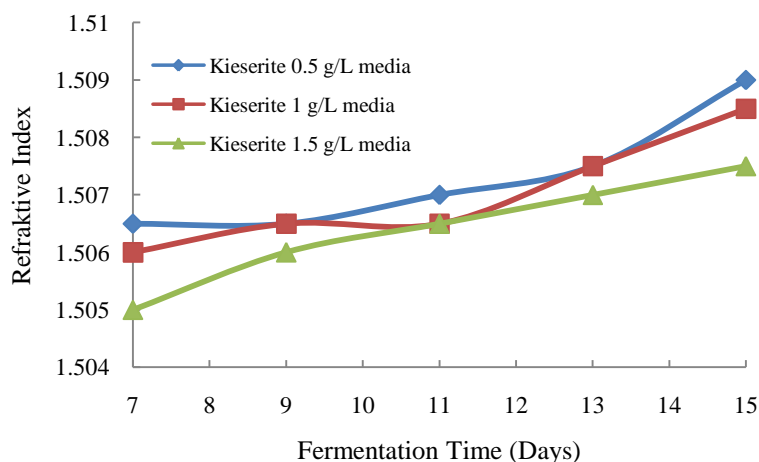 1.51
1.509
1.508
1.507
1.506
1.505
1.504
Refraktive Index
Kieserite 0.5 g/L media
Kieserite 1 g/L media
Kieserite 1.5 g/L media
7 8 9 10 11 12 13 14 15
Fermentation Time (Days)